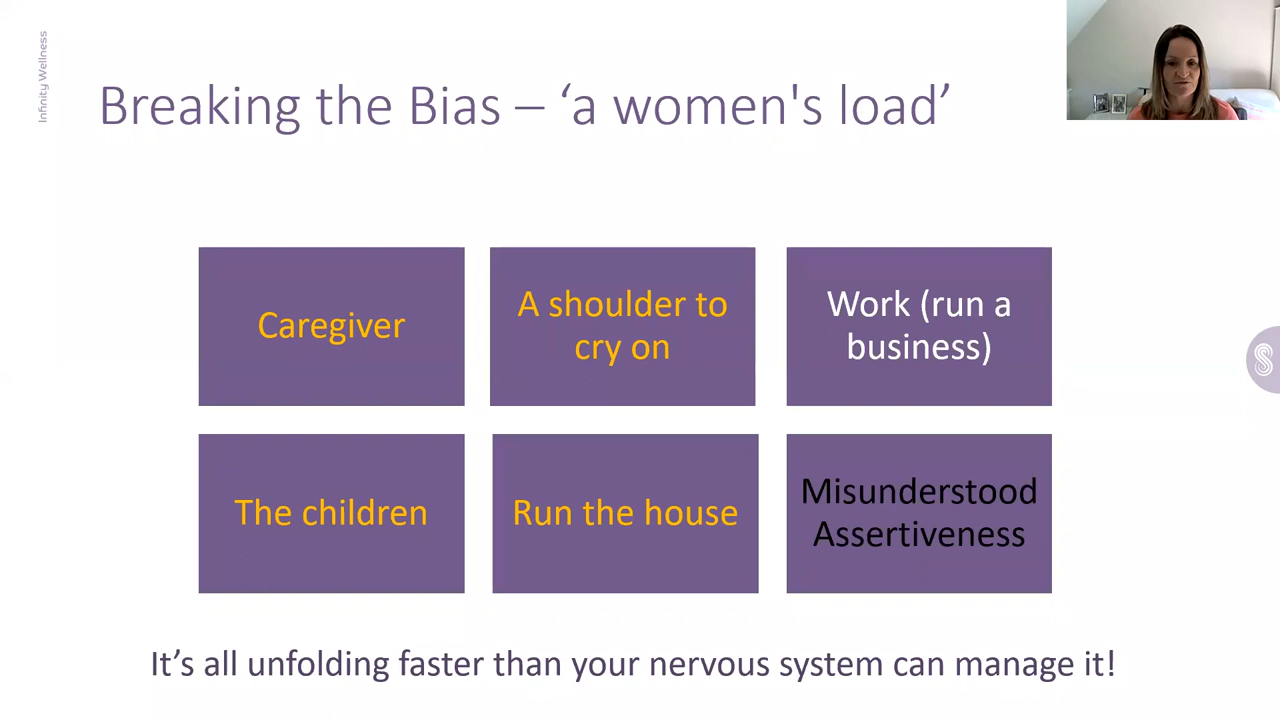 Infinity Wellness
Breaking the Bias – ‘a women's load’
Caregiver
A shoulder to
cry on
Work (run a
business)
The children
Run the house
Misunderstood
Assertiveness
It’s all unfolding faster than your nervous system can manage it!